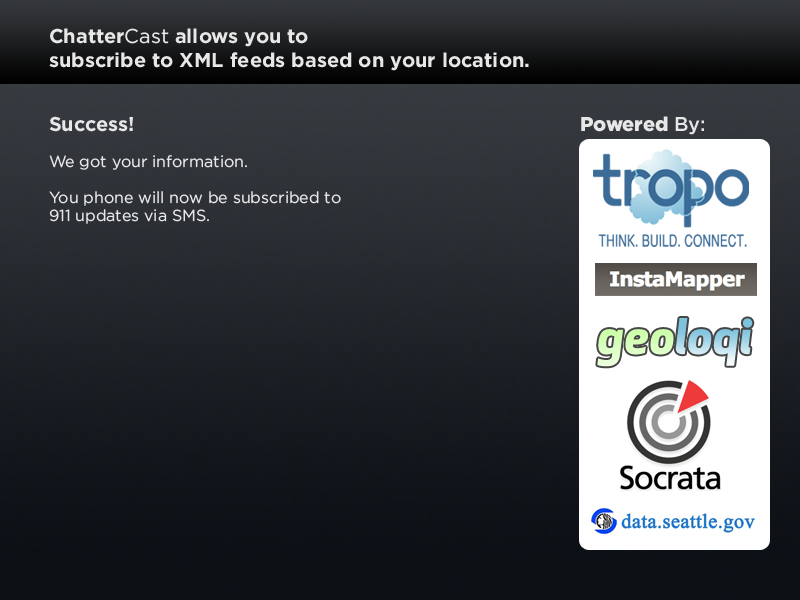 ChatterCast allows you to
subscribe to XML feeds based on your location.
Success!
We got your information.
You phone will now be subscribed to
911 updates via SMS.
Powered By:
tropo
THINK. BUILD. CONNECT.
InstaMapper
geoloqi
Socrata
data.seattle.gov